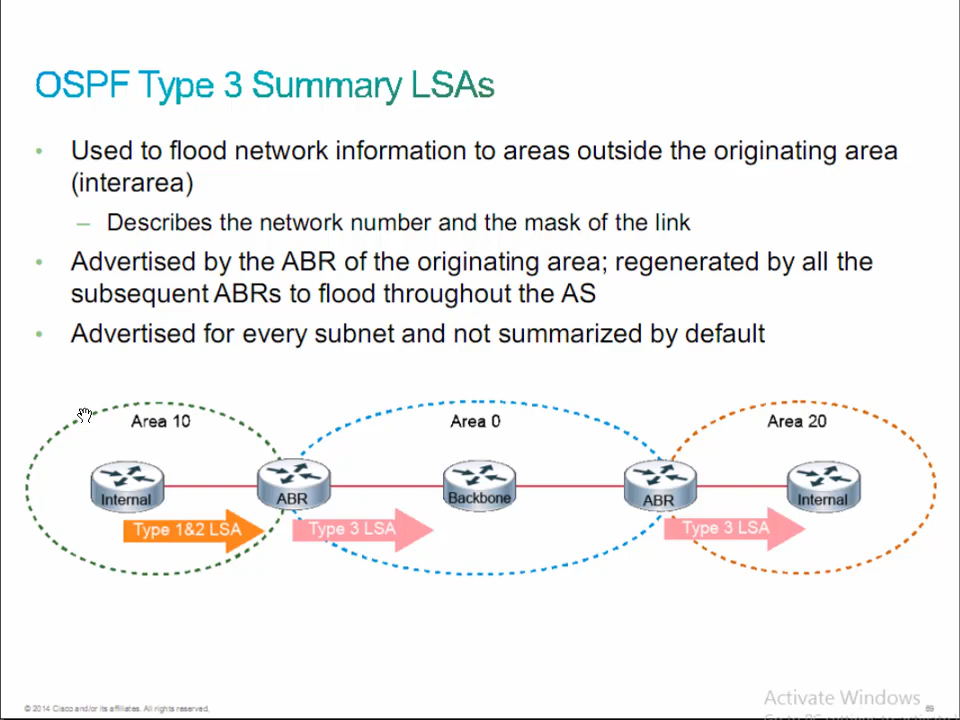 OSPF Type 3 Summary LSAs
• Used to flood network information to areas outside the originating area
(interarea)
– Describes the network number and the mask of the link
• Advertised by the ABR of the originating area; regenerated by all the
subsequent ABRs to flood throughout the AS
• Advertised for every subnet and not summarized by default
Area 10
Area 0
Area 20
Internal
ABR
Backbone
ABR
Internal
Type 1&2 LSA
Type 3 LSA
Type 3 LSA
© 2014 Cisco and/or its affiliates. All rights reserved.
Activate Windows
69